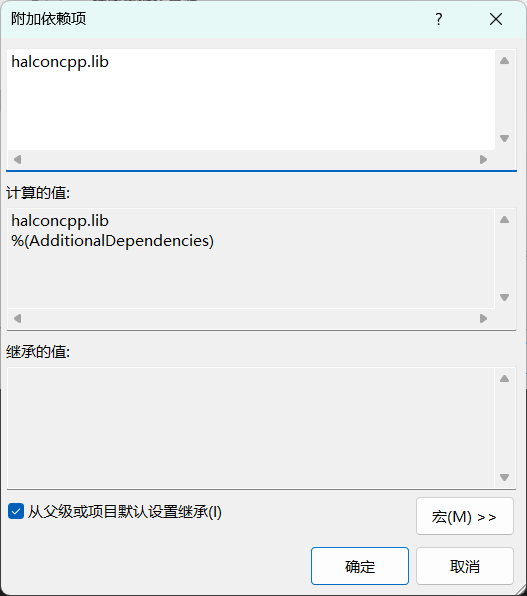 附加依赖项
halconcpp.lib
计算的值:
halconcpp.lib
%(AdditionalDependencies)
继承的值:
从父级或项目默认设置继承(I)
宏(M) >>
确定
取消